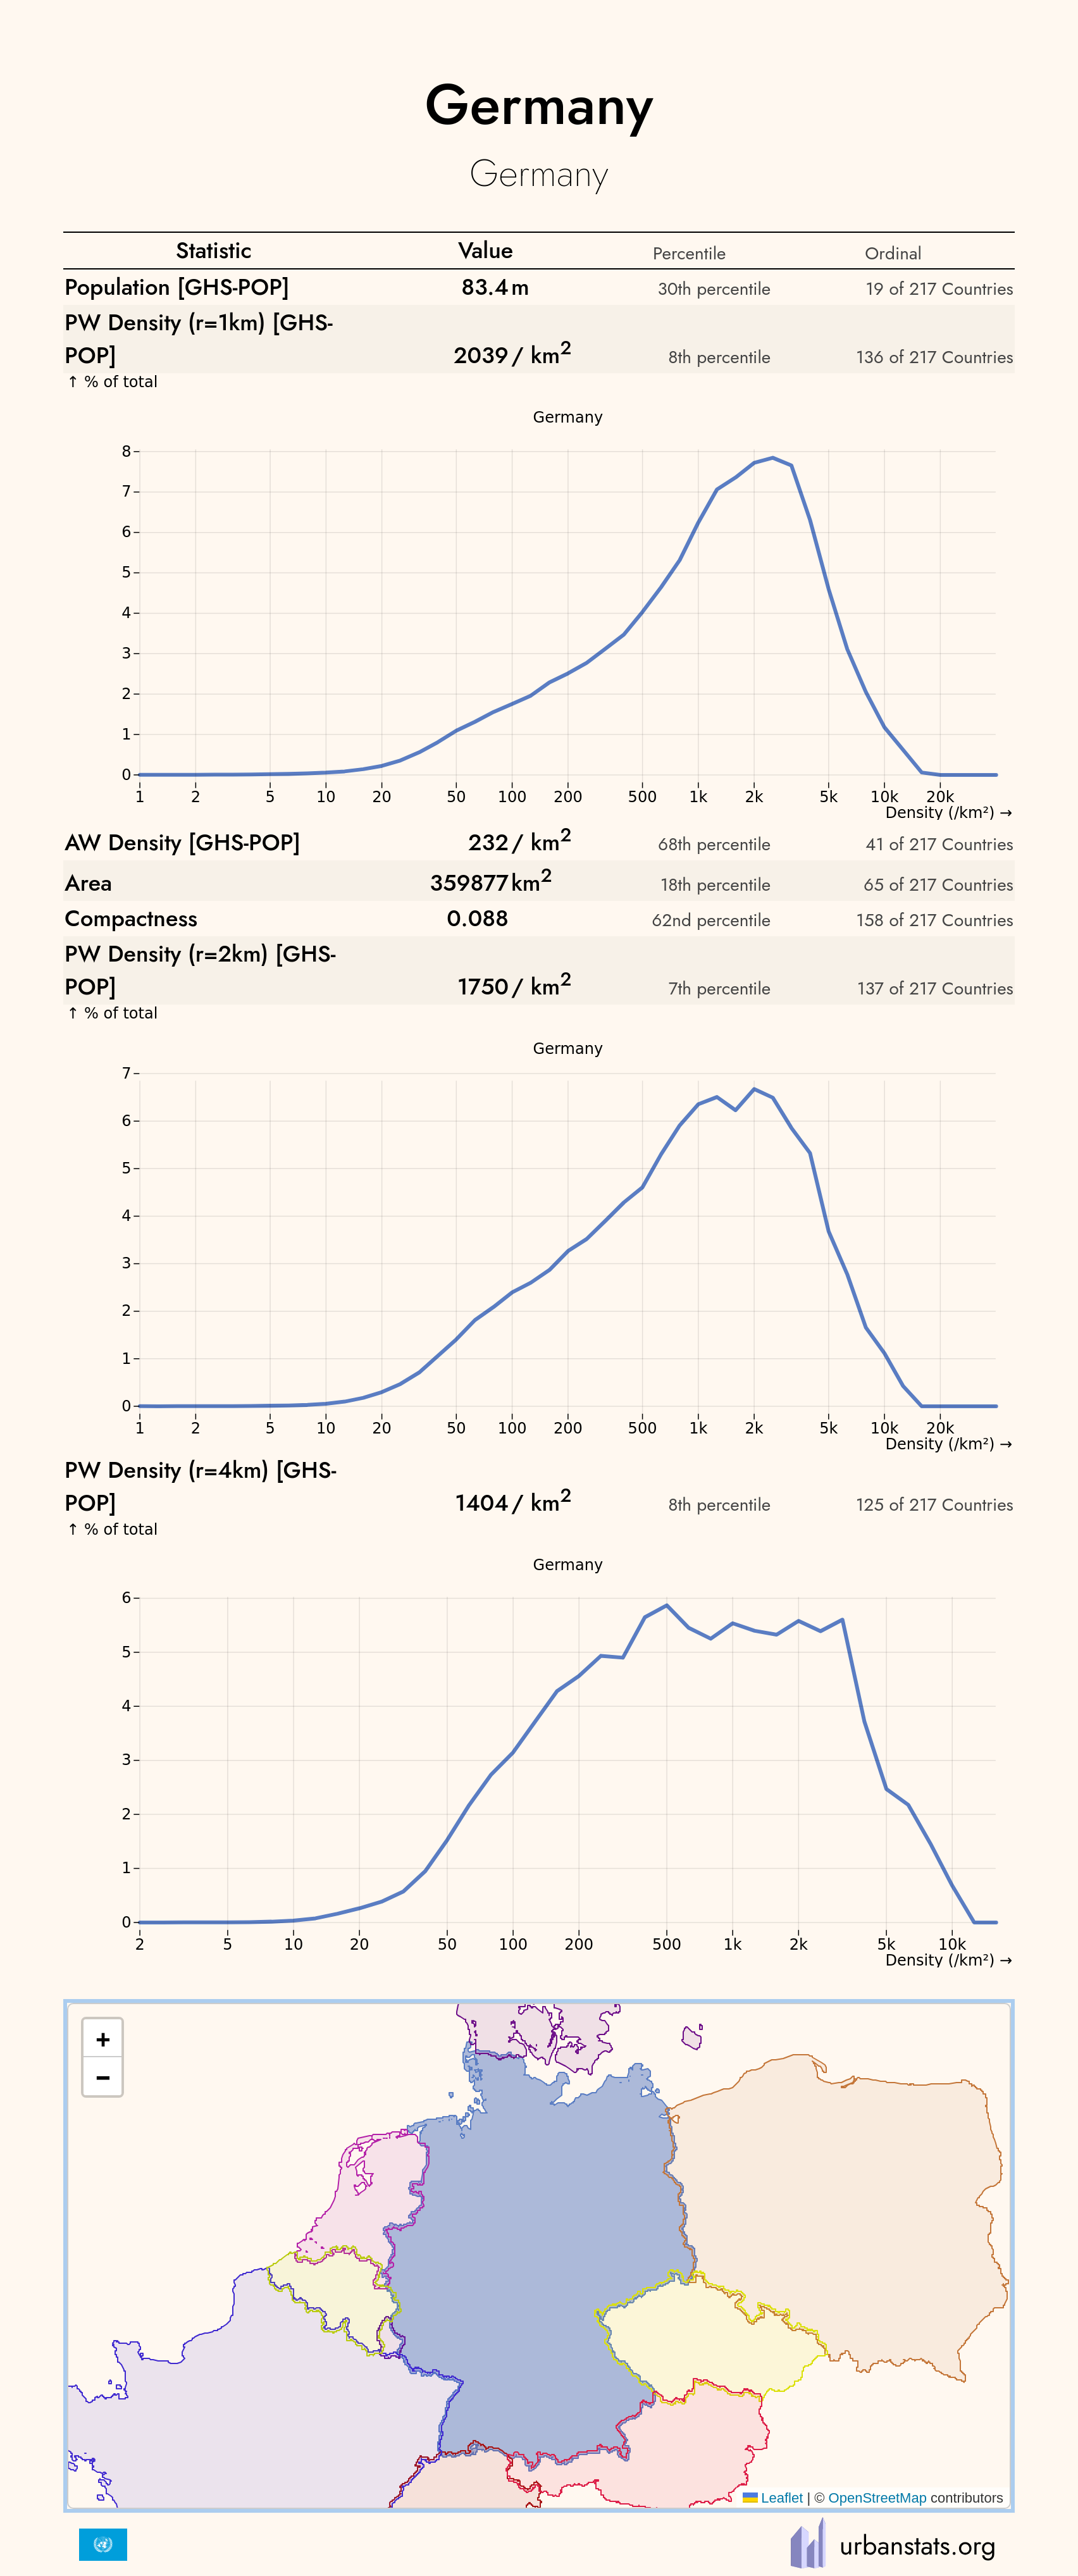 Germany
Germany
Statistic Value Percentile Ordinal
Population [GHS-POP] 83.4 m 30th percentile 19 of 217 Countries
PW Density (r=1km) [GHS-
POP] 2039 / km² 8th percentile 136 of 217 Countries
↑ % of total
Germany
8
7
6
5
4
3
2
1
0
1 2 5 10 20 50 100 200 500 1k 2k 5k 10k 20k
Density (/km²) →
AW Density [GHS-POP] 232 / km² 68th percentile 41 of 217 Countries
Area 359877 km² 18th percentile 65 of 217 Countries
Compactness 0.088 62nd percentile 158 of 217 Countries
PW Density (r=2km) [GHS-
POP] 1750 / km² 7th percentile 137 of 217 Countries
↑ % of total
Germany
7
6
5
4
3
2
1
0
1 2 5 10 20 50 100 200 500 1k 2k 5k 10k 20k
Density (/km²) →
PW Density (r=4km) [GHS-
POP] 1404 / km² 8th percentile 125 of 217 Countries
↑ % of total
Germany
6
5
4
3
2
1
0
2 5 10 20 50 100 200 500 1k 2k 5k 10k
Density (/km²) →
+
−
Leaflet | © OpenStreetMap contributors
urbanstats.org